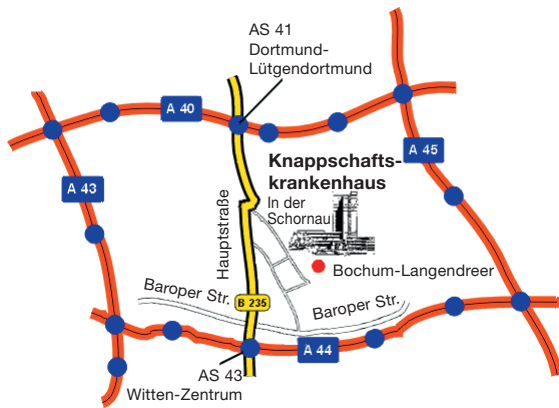 AS 41
Dortmund-
Lütgendortmund
A 40
A 45
Knappschafts-
krankenhaus
A 43
In der
Schornau
Hauptstraße
Bochum-Langendreer
Baroper Str.
B 235
Baroper Str.
A 44
AS 43
Witten-Zentrum